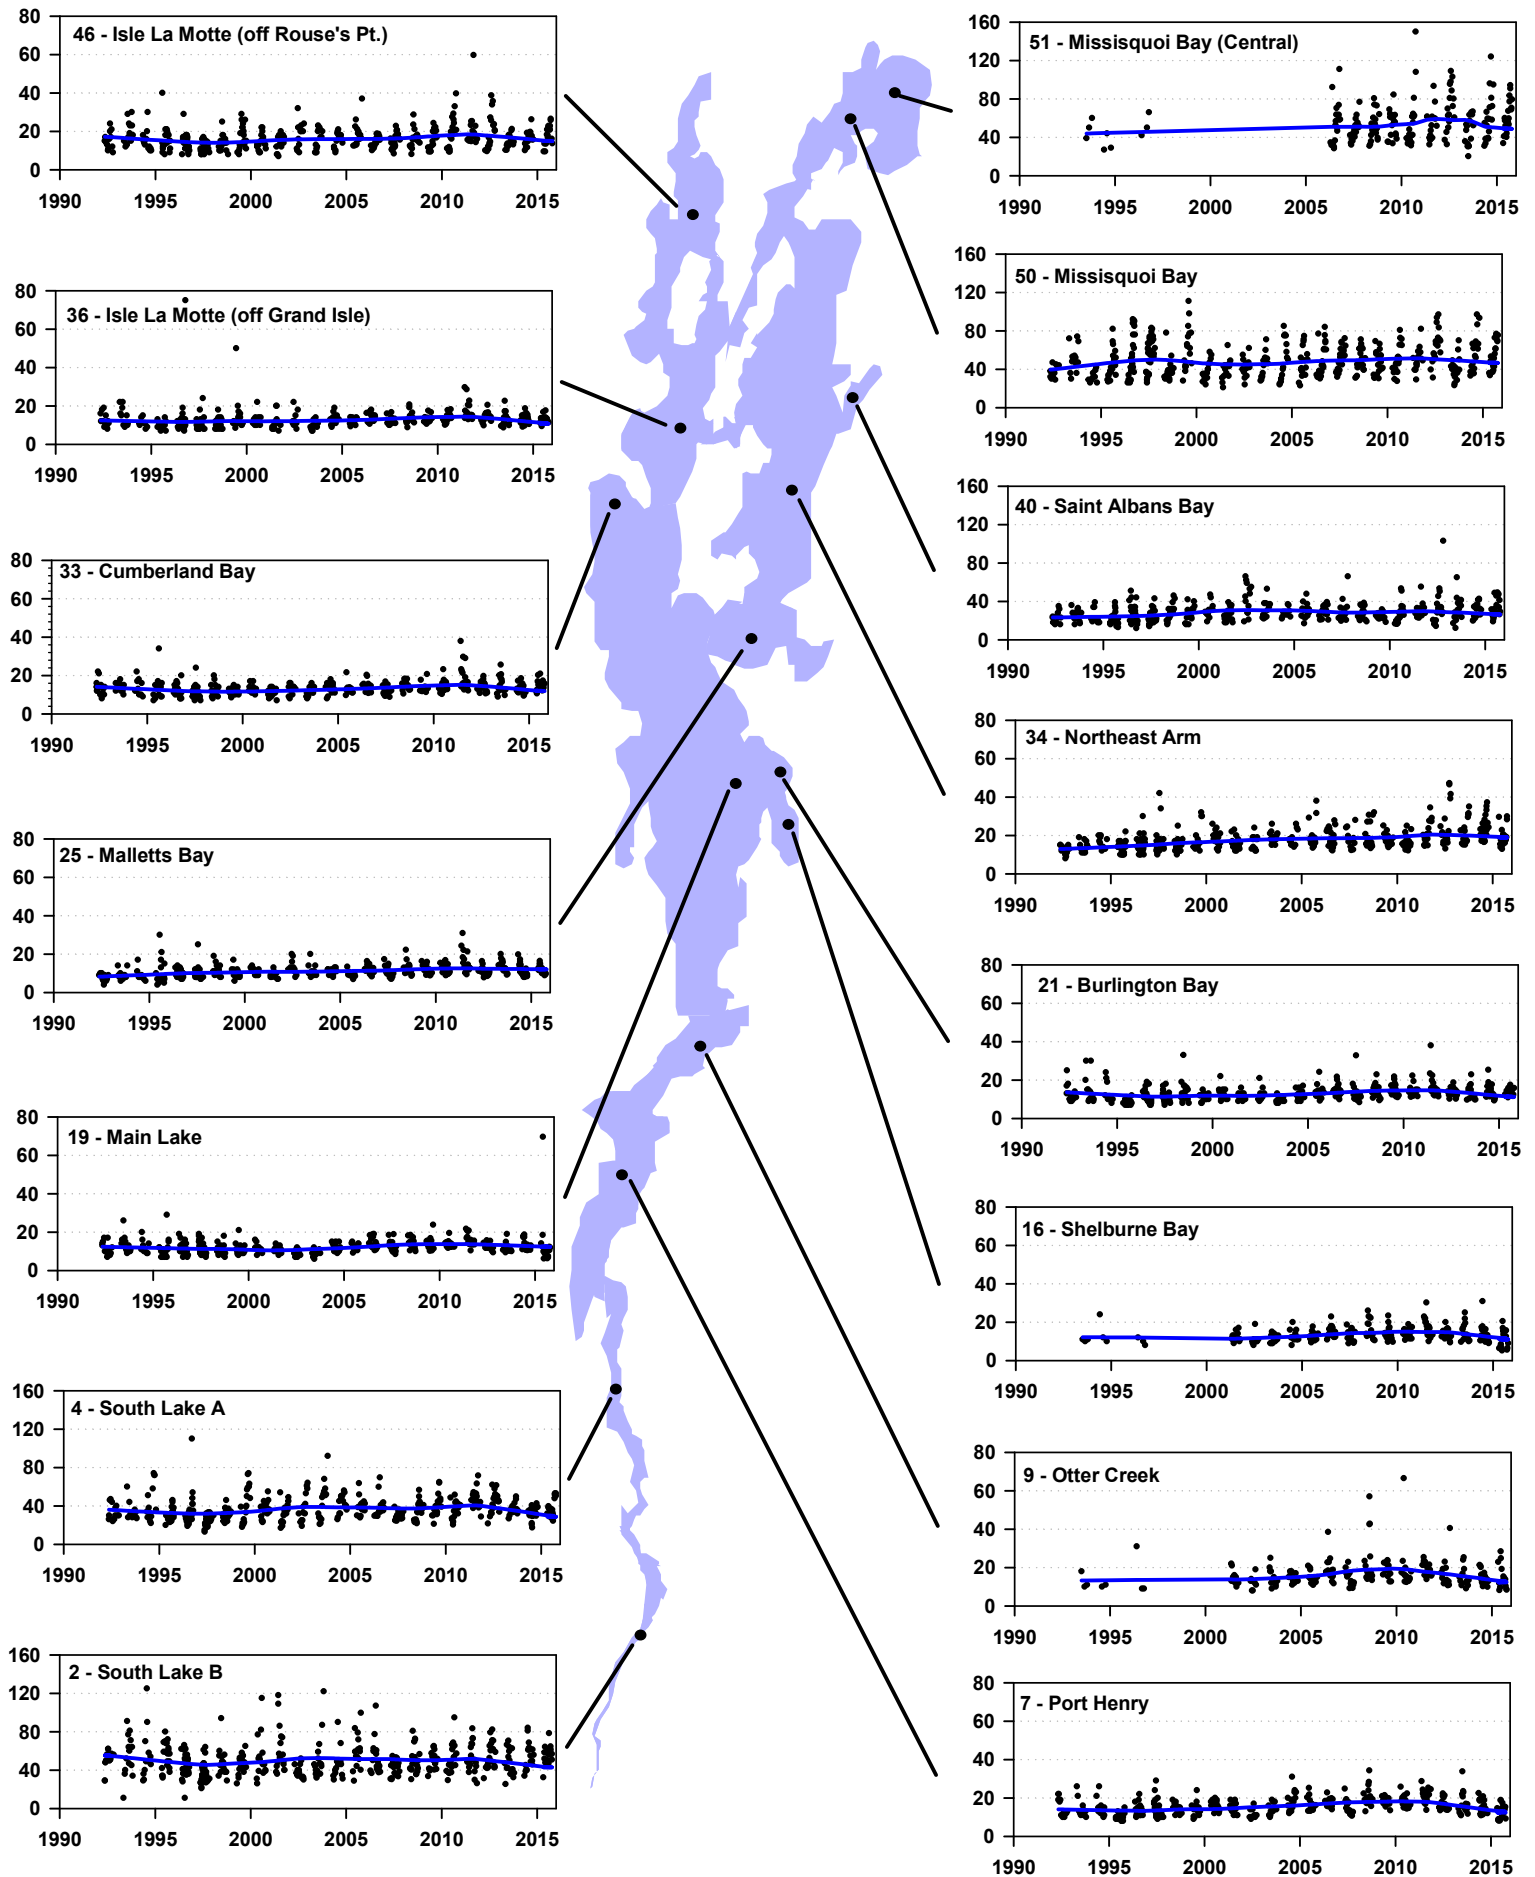 46 - Isle La Motte (off Rouse's Pt.)
80
60
40
20
0
1990 1995 2000 2005 2010 2015
36 - Isle La Motte (off Grand Isle)
80
60
40
20
0
1990 1995 2000 2005 2010 2015
33 - Cumberland Bay
80
60
40
20
0
1990 1995 2000 2005 2010 2015
25 - Malletts Bay
80
60
40
20
0
1990 1995 2000 2005 2010 2015
19 - Main Lake
80
60
40
20
0
1990 1995 2000 2005 2010 2015
4 - South Lake A
160
120
80
40
0
1990 1995 2000 2005 2010 2015
2 - South Lake B
160
120
80
40
0
1990 1995 2000 2005 2010 2015
51 - Missisquoi Bay (Central)
160
120
80
40
0
1990 1995 2000 2005 2010 2015
50 - Missisquoi Bay
160
120
80
40
0
1990 1995 2000 2005 2010 2015
40 - Saint Albans Bay
160
120
80
40
0
1990 1995 2000 2005 2010 2015
34 - Northeast Arm
80
60
40
20
0
1990 1995 2000 2005 2010 2015
21 - Burlington Bay
80
60
40
20
0
1990 1995 2000 2005 2010 2015
16 - Shelburne Bay
80
60
40
20
0
1990 1995 2000 2005 2010 2015
9 - Otter Creek
80
60
40
20
0
1990 1995 2000 2005 2010 2015
7 - Port Henry
80
60
40
20
0
1990 1995 2000 2005 2010 2015